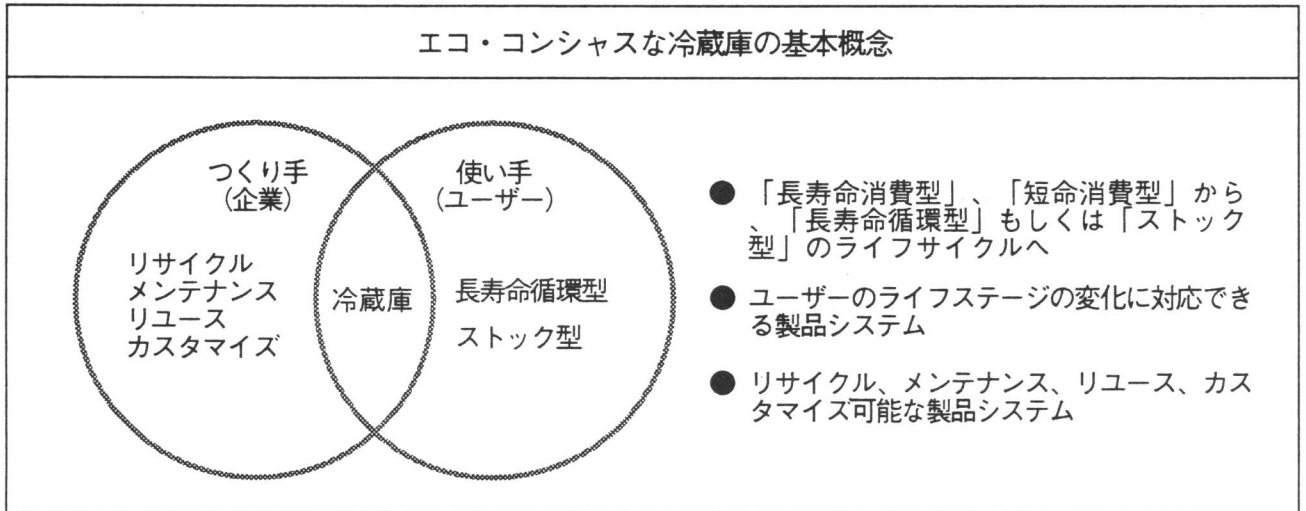 エコ・コンシャスな冷蔵庫の基本概念
つくり手
(企業)
リサイクル
メンテナンス
リユース
カスタマイズ
冷蔵庫
使い手
(ユーザー)
長寿命循環型
ストック型
● 「長寿命消費型」、「短命消費型」から
、「長寿命循環型」もしくは「ストック
型」のライフサイクルへ
● ユーザーのライフステージの変化に対応でき
る製品システム
● リサイクル、メンテナンス、リユース、カス
タマイズ可能な製品システム